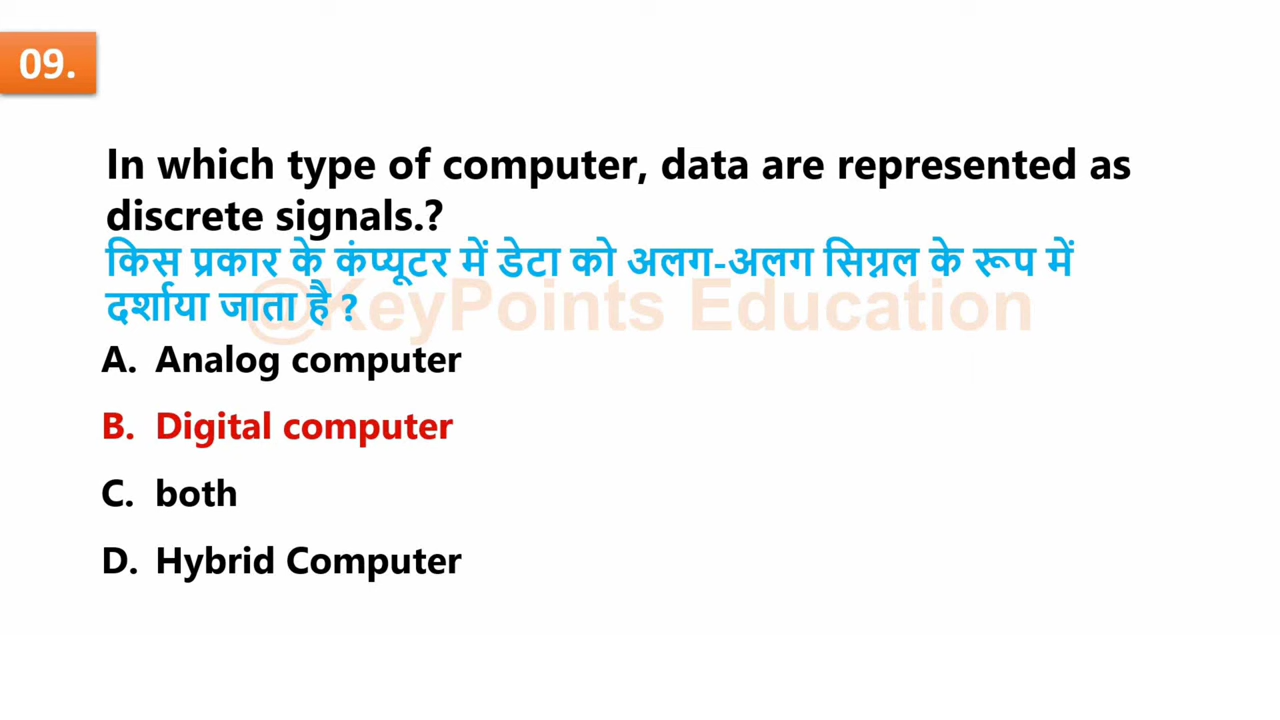 09.
In which type of computer, data are represented as
discrete signals.?
किस प्रकार के कंप्यूटर में डेटा को अलग-अलग सिग्नल के रूप में
दर्शाया जाता है ?
@KeyPoints Education
A. Analog computer
B. Digital computer
C. both
D. Hybrid Computer